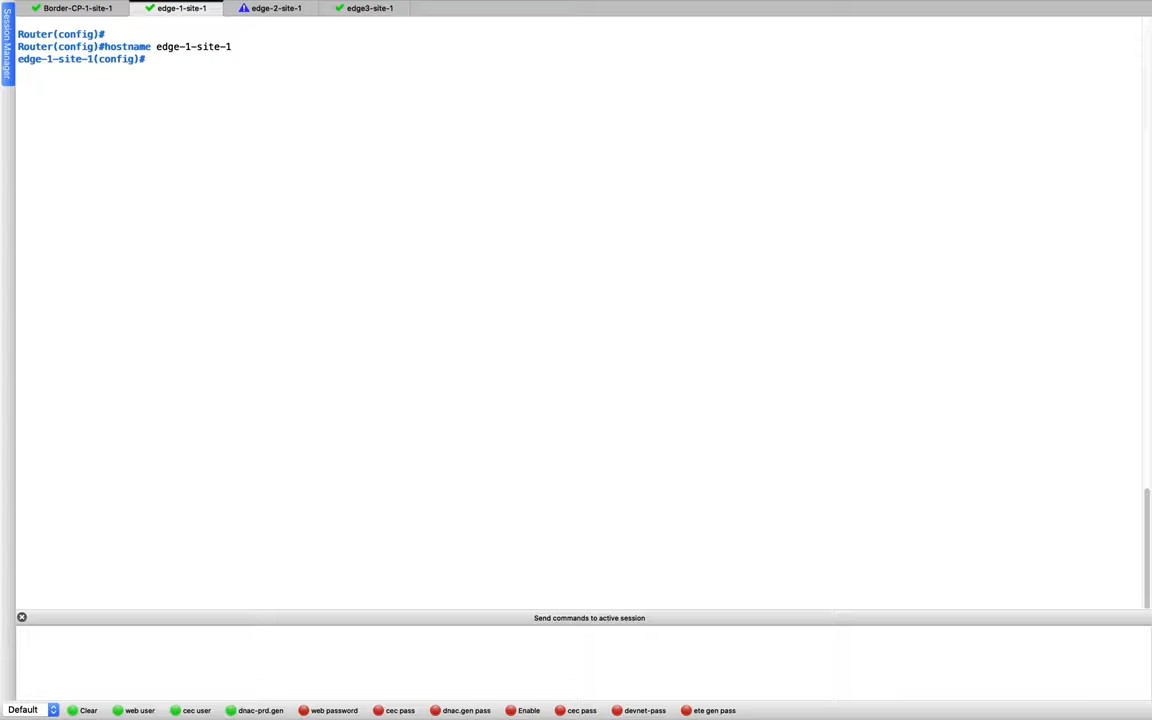 Border-CP-1-site-1 edge-1-site-1 edge-2-site-1 edge3-site-1
Session Manager
Router(config)#
Router(config)#hostname edge-1-site-1
edge-1-site-1(config)#
Send commands to active session
Default Clear web user cec user dnac-prd.gen web password cec pass dnac.gen pass Enable cec pass devnet-pass ete gen pass